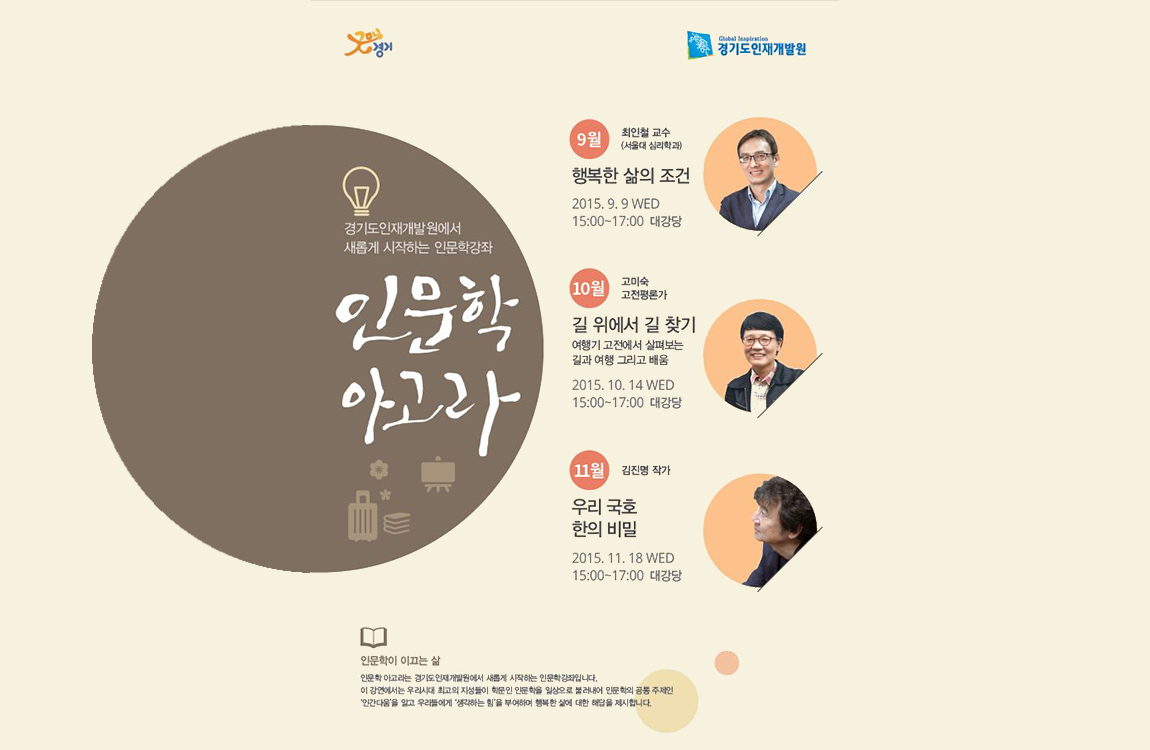 꿈꾸는 경기
Global Inspiration
경기도인재개발원
경기도인재개발원에서
새롭게 시작하는 인문학강좌
인문학
아고라
9월
최인철 교수
(서울대 심리학과)
행복한 삶의 조건
2015. 9. 9 WED
15:00~17:00 대강당
10월
고미숙
고전평론가
길 위에서 길 찾기
여행기 고전에서 살펴보는
길과 여행 그리고 배움
2015. 10. 14 WED
15:00~17:00 대강당
11월
김진명 작가
우리 국호
한의 비밀
2015. 11. 18 WED
15:00~17:00 대강당
인문학이 이끄는 삶
인문학 아고라는 경기도인재개발원에서 새롭게 시작하는 인문학강좌입니다.
이 강연에서는 우리시대 최고의 지성들이 학문인 인문학을 일상으로 불러내어 인문학의 공통 주제인
'인간다움'을 알고 우리들에게 '생각하는 힘'을 부여하며 행복한 삶에 대한 해답을 제시합니다.